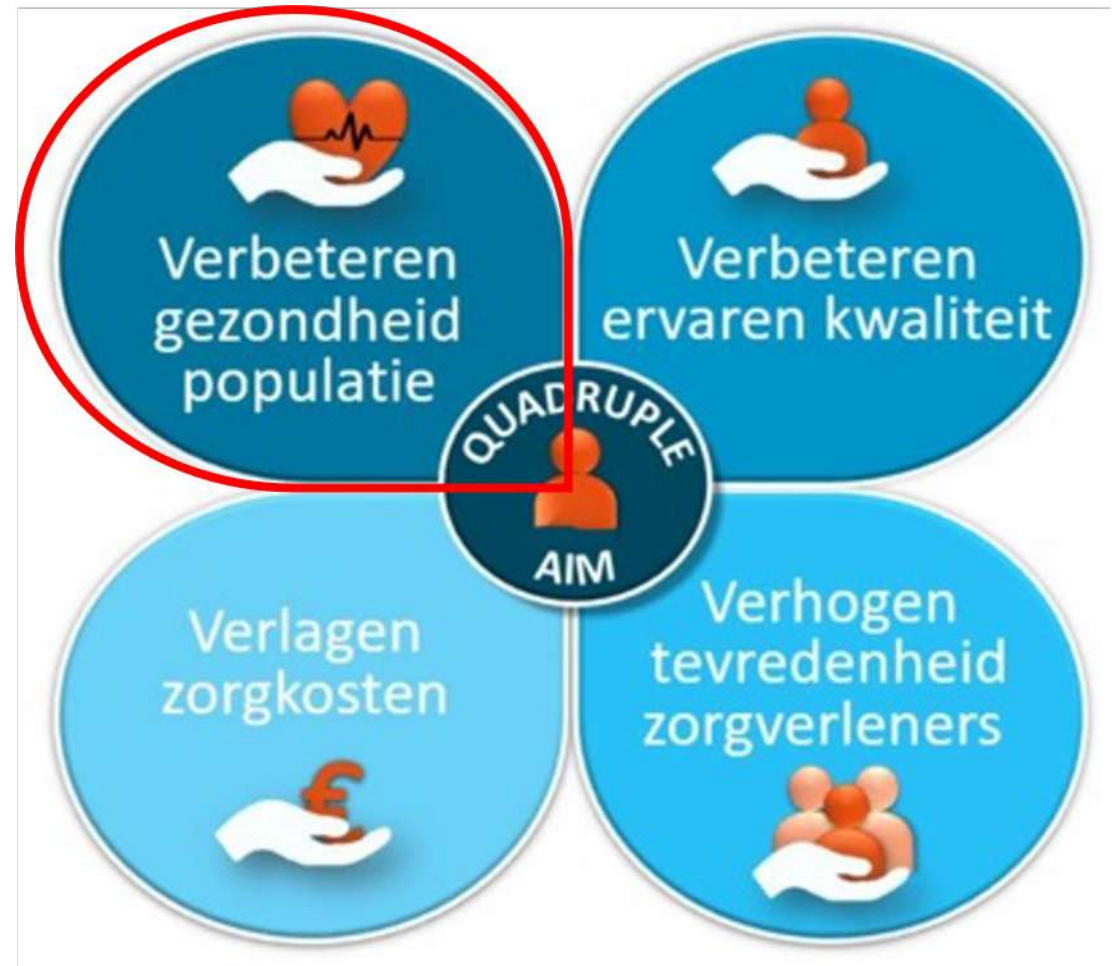 Verbeteren
gezondheid
populatie
Verbeteren
ervaren kwaliteit
QUADRUPLE
AIM
Verlagen
zorgkosten
€
Verhogen
tevredenheid
zorgverleners